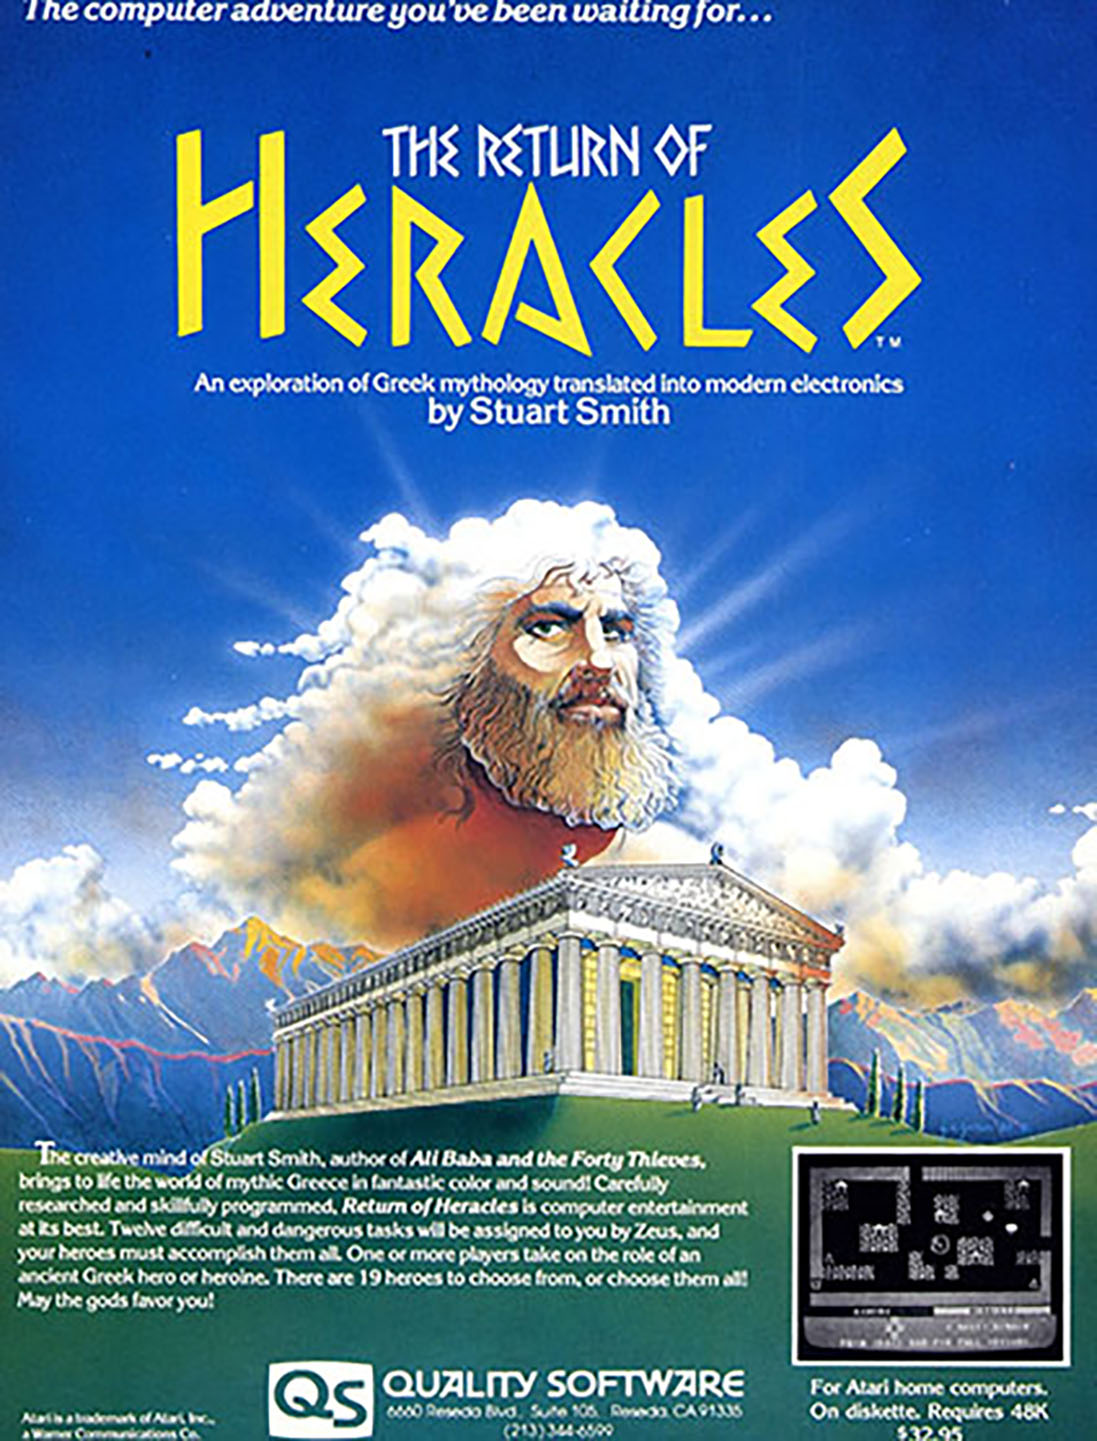 The computer adventure you've been waiting for...
THE RETURN OF
HERACLES
TM
An exploration of Greek mythology translated into modern electronics
by Stuart Smith
The creative mind of Stuart Smith, author of Ali Baba and the Forty Thieves,
brings to life the world of mythic Greece in fantastic color and sound! Carefully
researched and skillfully programmed, Return of Heracles is computer entertainment
at its best. Twelve difficult and dangerous tasks will be assigned to you by Zeus, and
your heroes must accomplish them all. One or more players take on the role of an
ancient Greek hero or heroine. There are 19 heroes to choose from, or choose them all!
May the gods favor you!
QS
QUALITY SOFTWARE
6660 Reseda Blvd., Suite 105, Reseda, CA 91335
(213) 344-6599
Atari is a trademark of Atari, Inc.,
a Warner Communications Co.
For Atari home computers.
On diskette. Requires 48K
$32.95